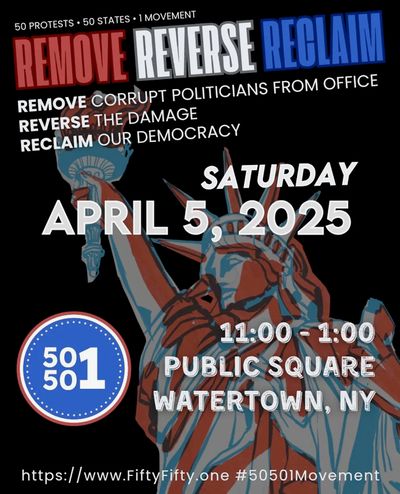 50 PROTESTS • 50 STATES • 1 MOVEMENT
REMOVE REVERSE RECLAIM
REMOVE CORRUPT POLITICIANS FROM OFFICE
REVERSE THE DAMAGE
RECLAIM OUR DEMOCRACY
SATURDAY
APRIL 5, 2025
11:00 - 1:00
PUBLIC SQUARE
WATERTOWN, NY
50
501
https://www.FiftyFifty.one #50501Movement